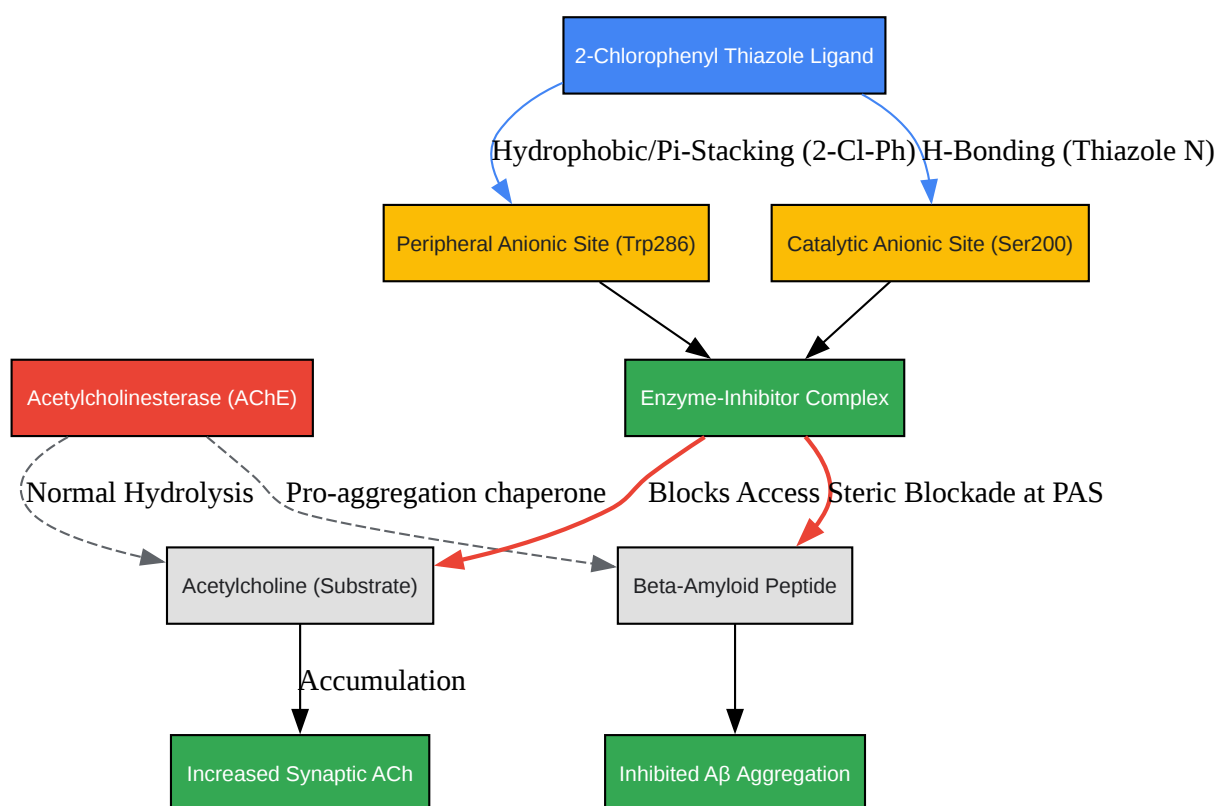 2-Chlorophenyl Thiazole Ligand
Hydrophobic/Pi-Stacking (2-Cl-Ph)
H-Bonding (Thiazole N)
Peripheral Anionic Site (Trp286)
Catalytic Anionic Site (Ser200)
Acetylcholinesterase (AChE)
Enzyme-Inhibitor Complex
Normal Hydrolysis
Pro-aggregation chaperone
Blocks Access
Steric Blockade at PAS
Acetylcholine (Substrate)
Beta-Amyloid Peptide
Accumulation
Increased Synaptic ACh
Inhibited Aβ Aggregation